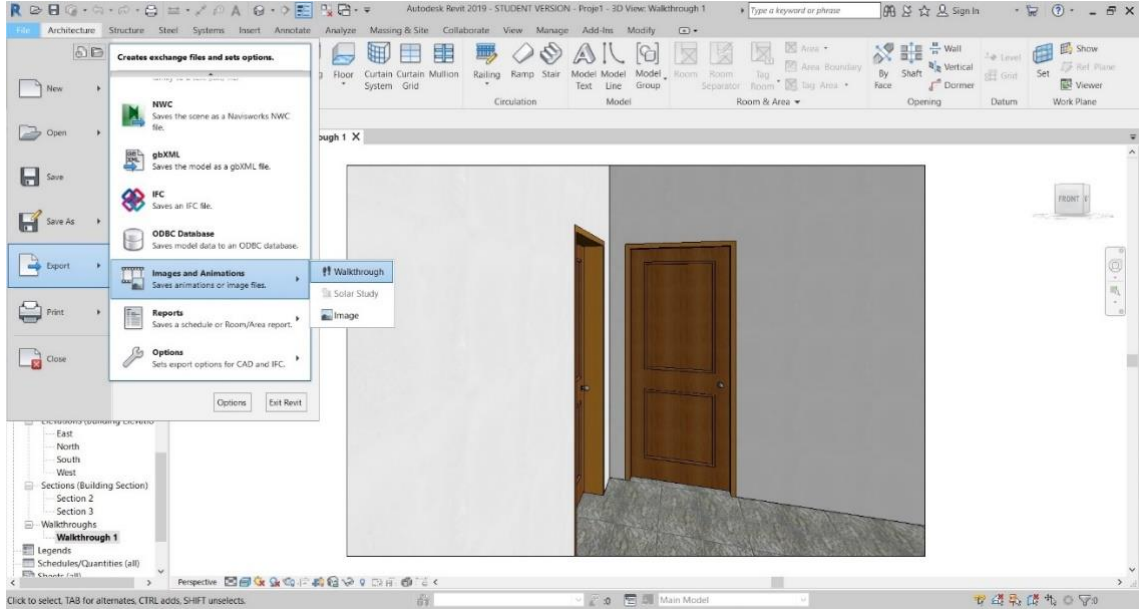 Autodesk Revit 2019 - STUDENT VERSION - Proje1 - 3D View: Walkthrough 1
Type a keyword or phrase
Sign In
File Architecture Structure Steel Systems Insert Annotate Analyze Massing & Site Collaborate View Manage Add-Ins Modify
Creates exchange files and sets options.
New
Open
Save
Save As
Export
Print
Close
NWC
Saves the scene as a Navisworks NWC
file.
gbXML
Saves the model as a gbXML file.
IFC
Saves an IFC file.
ODBC Database
Saves model data to an ODBC database.
Images and Animations
Saves animations or image files.
Reports
Saves a schedule or Room/Area report.
Options
Sets export options for CAD and IFC.
Options Exit Revit
Walkthrough
Solar Study
Image
Floor Curtain System Curtain Grid Mullion
Railing Ramp Stair
Circulation
Model Text Model Line Model Group
Model
Room Room Separator Tag Room
Area
Area Boundary
Tag Area
Room & Area
By Face Shaft
Wall
Vertical
Dormer
Opening
Level
Grid
Datum
Set
Show
Ref Plane
Viewer
Work Plane
ough 1 X
FRONT
East
North
South
West
Sections (Building Section)
Section 2
Section 3
Walkthroughs
Walkthrough 1
Legends
Schedules/Quantities (all)
Perspective
Click to select, TAB for alternates, CTRL adds, SHIFT unselects.
:0
Main Model
:0